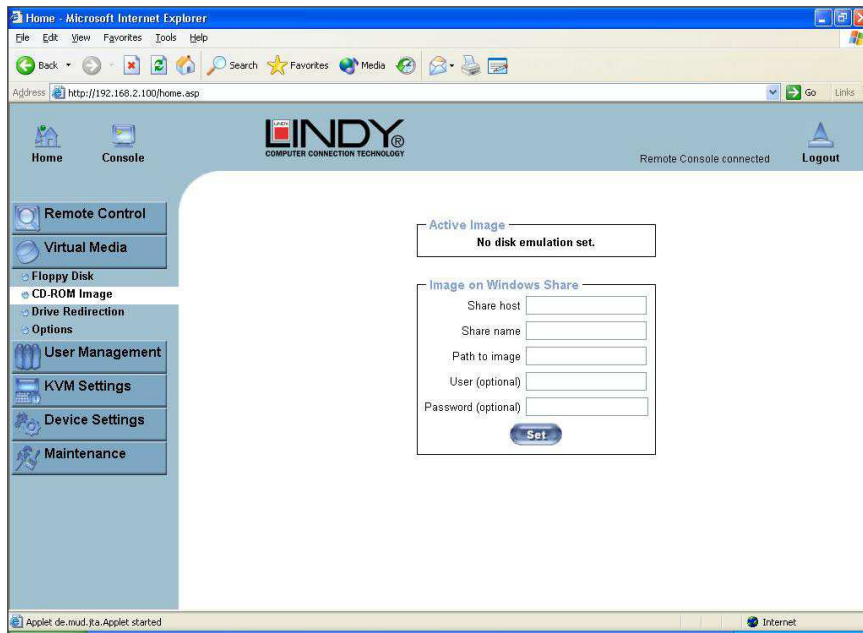 Home - Microsoft Internet Explorer
File Edit View Favorites Tools Help
Back Search Favorites Media
Address http://192.168.2.100/home.asp Go Links
Home Console
LINDY®
COMPUTER CONNECTION TECHNOLOGY
Remote Console connected Logout
Remote Control
Virtual Media
Floppy Disk
CD-ROM Image
Drive Redirection
Options
User Management
KVM Settings
Device Settings
Maintenance
Active Image
No disk emulation set.
Image on Windows Share
Share host
Share name
Path to image
User (optional)
Password (optional)
Set
Applet de.mud.jta.Applet started Internet